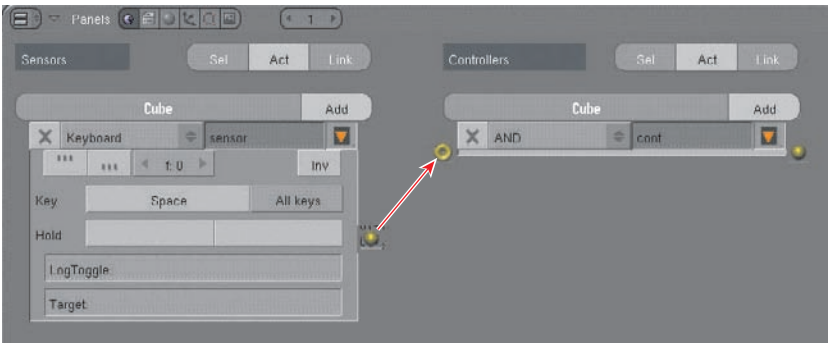 Panels 1
Sensors Sel Act Link Controllers Sel Act Link
Cube Add Cube Add
Keyboard sensor AND cont
f: 0 Inv
Key Space All keys
Hold
LogToggle:
Target: